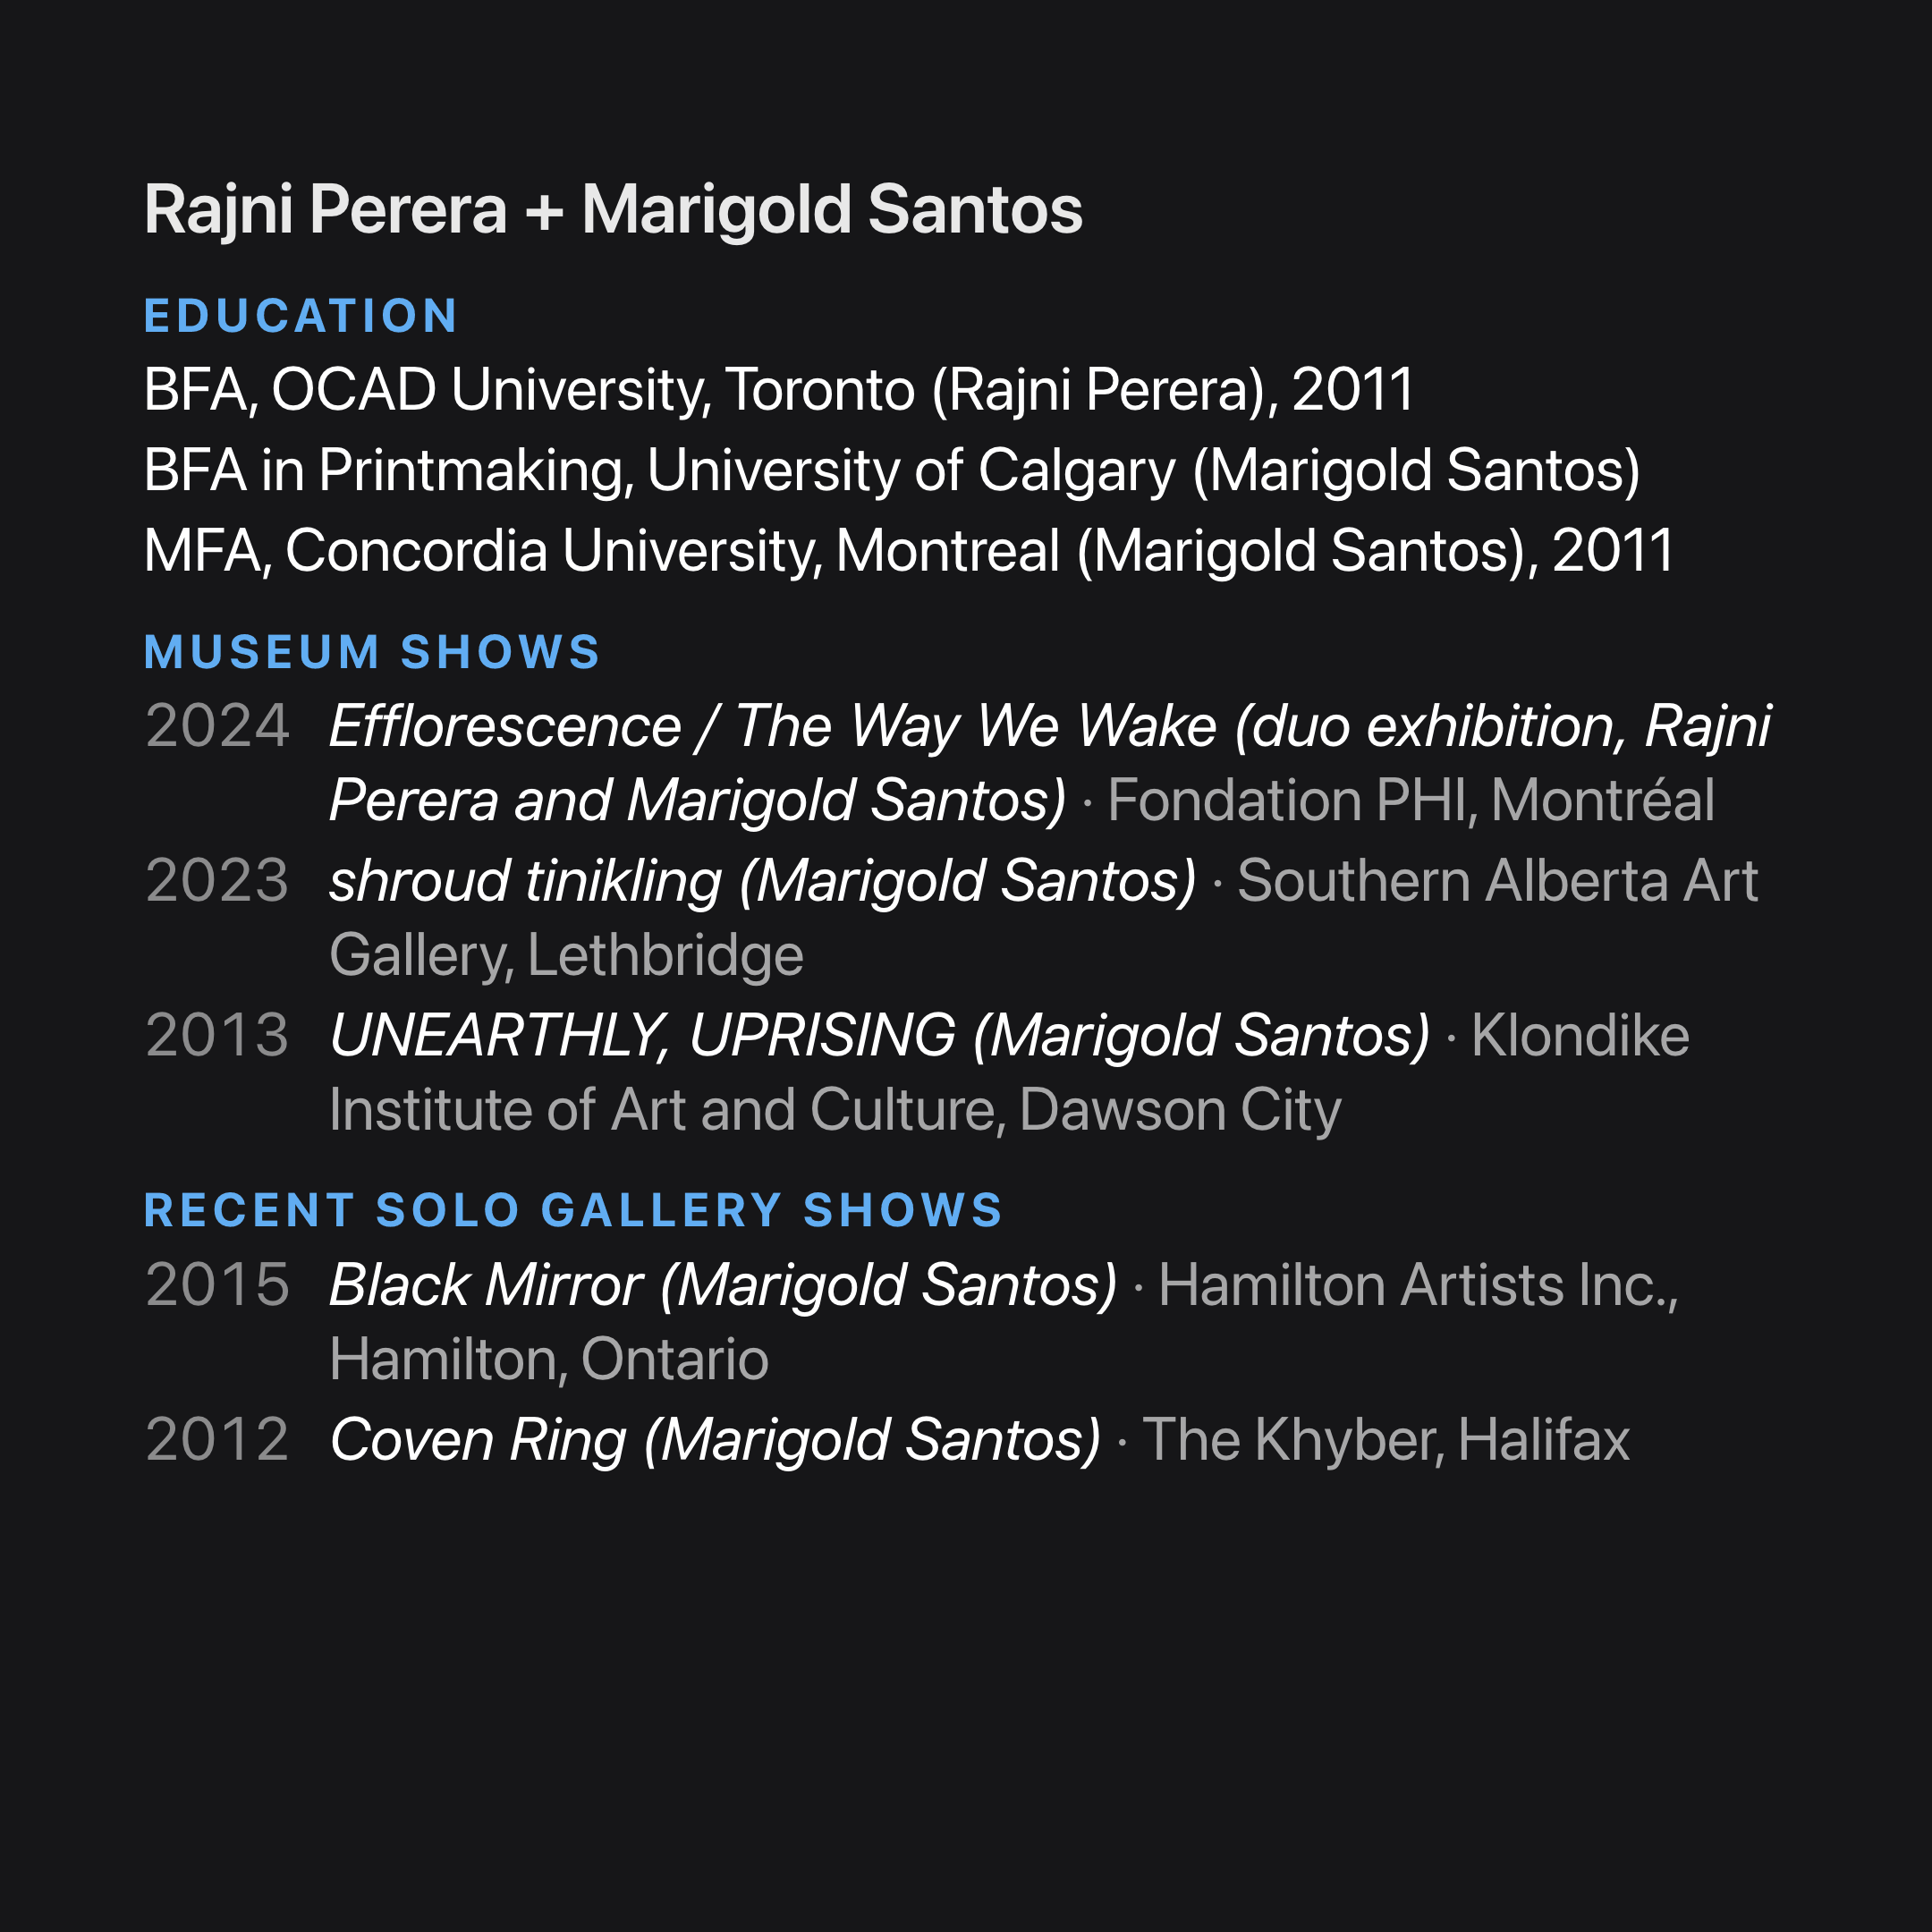 Rajni Perera + Marigold Santos
EDUCATION
BFA, OCAD University, Toronto (Rajni Perera), 2011
BFA in Printmaking, University of Calgary (Marigold Santos)
MFA, Concordia University, Montreal (Marigold Santos), 2011
MUSEUM SHOWS
2024 Efflorescence / The Way We Wake (duo exhibition, Rajni
Perera and Marigold Santos) · Fondation PHI, Montréal
2023 shroud tinikling (Marigold Santos) · Southern Alberta Art
Gallery, Lethbridge
2013 UNEARTHLY, UPRISING (Marigold Santos) · Klondike
Institute of Art and Culture, Dawson City
RECENT SOLO GALLERY SHOWS
2015 Black Mirror (Marigold Santos) · Hamilton Artists Inc.,
Hamilton, Ontario
2012 Coven Ring (Marigold Santos) · The Khyber, Halifax